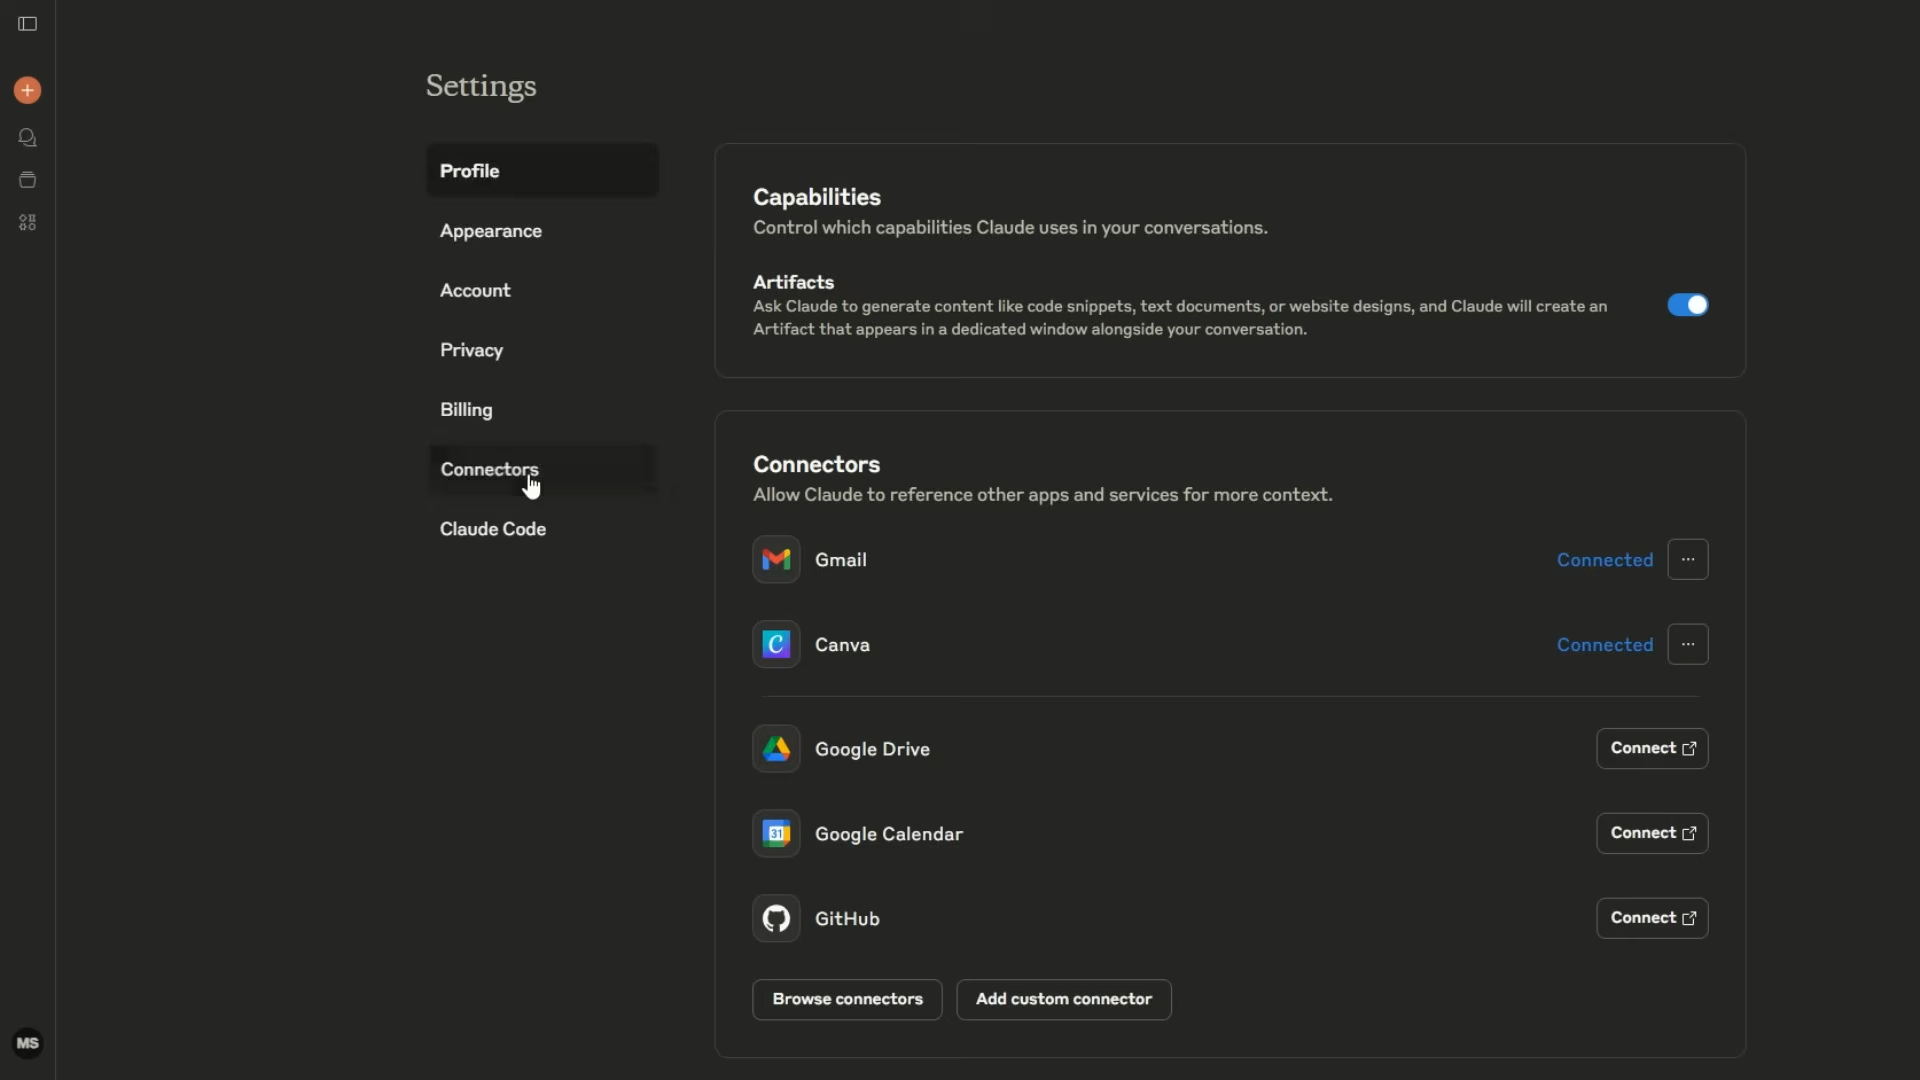 Settings
Profile
Appearance
Account
Privacy
Billing
Connectors
Claude Code
Capabilities
Control which capabilities Claude uses in your conversations.
Artifacts
Ask Claude to generate content like code snippets, text documents, or website designs, and Claude will create an
Artifact that appears in a dedicated window alongside your conversation.
Connectors
Allow Claude to reference other apps and services for more context.
Gmail
Connected
C
Canva
Connected
Google Drive
Connect
31
Google Calendar
Connect
GitHub
Connect
Browse connectors
Add custom connector
MS